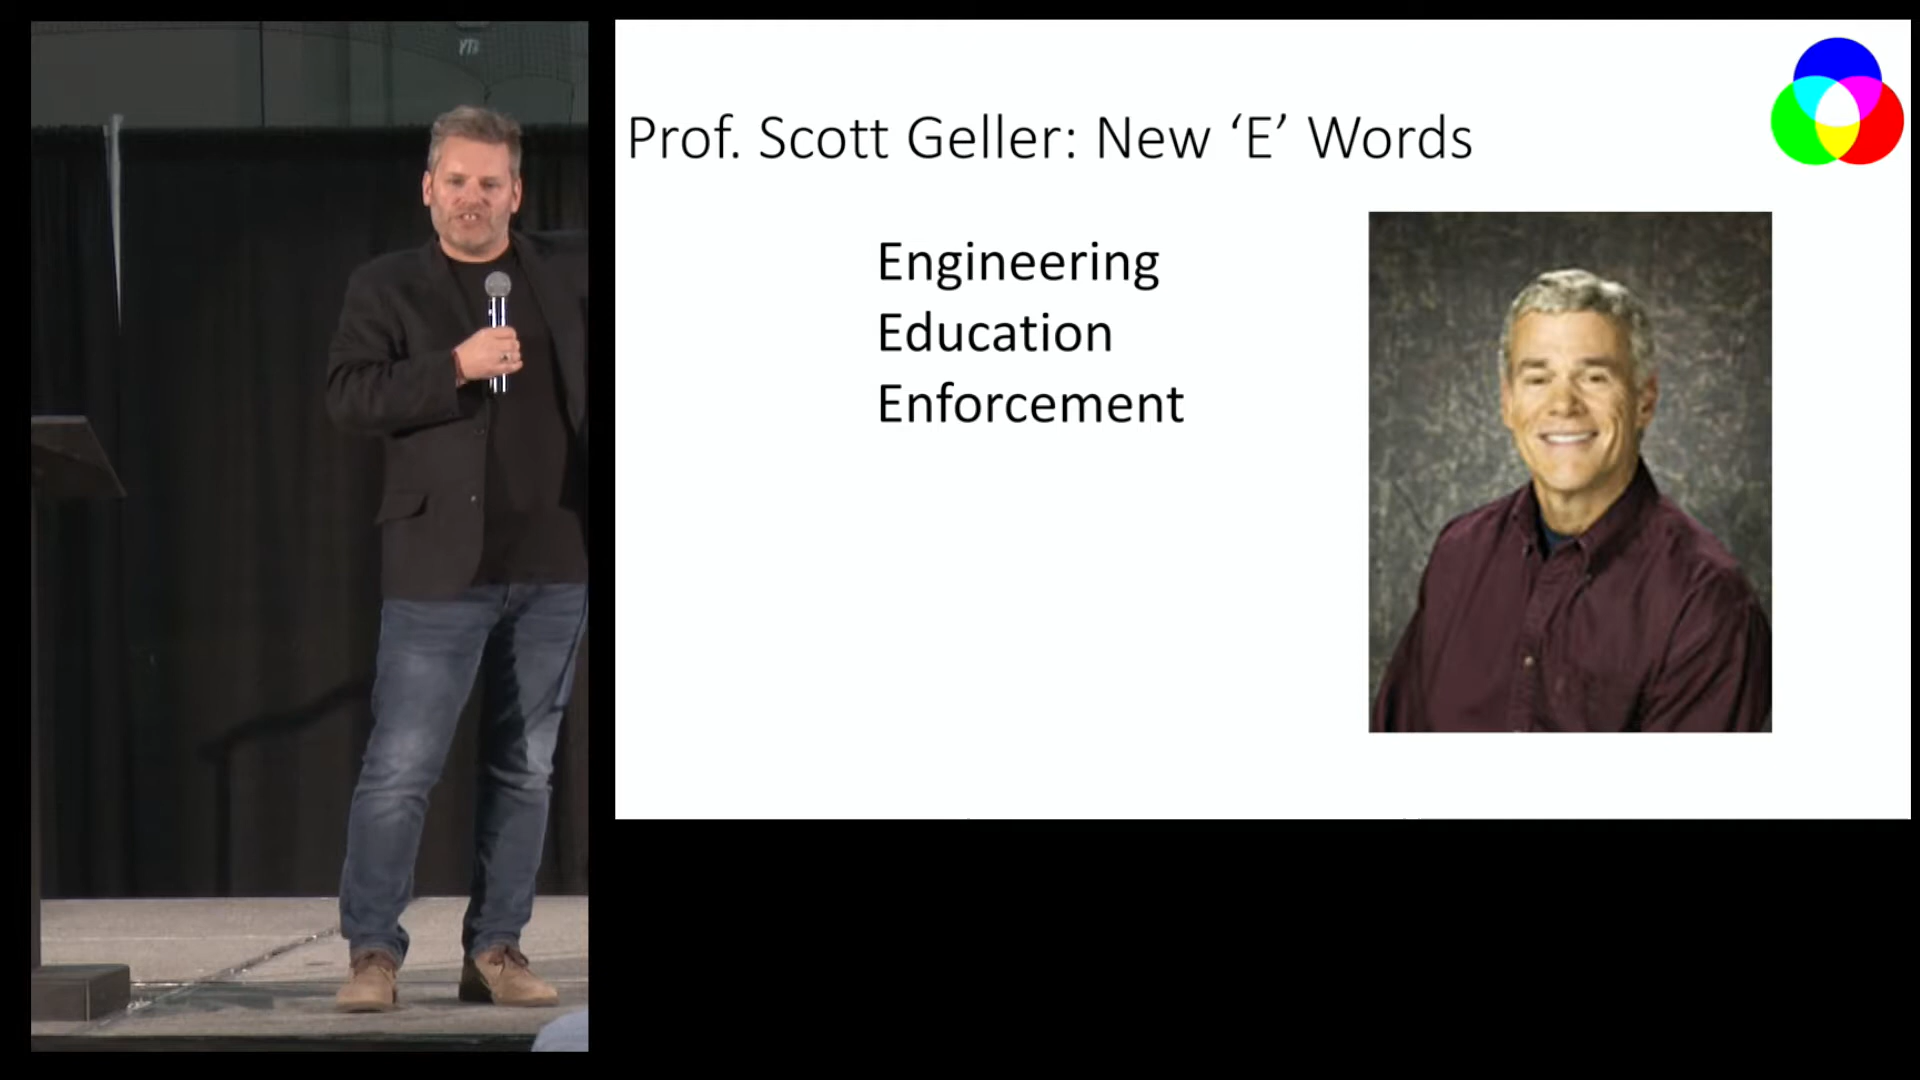 Prof. Scott Geller: New ‘E’ Words
Engineering
Education
Enforcement